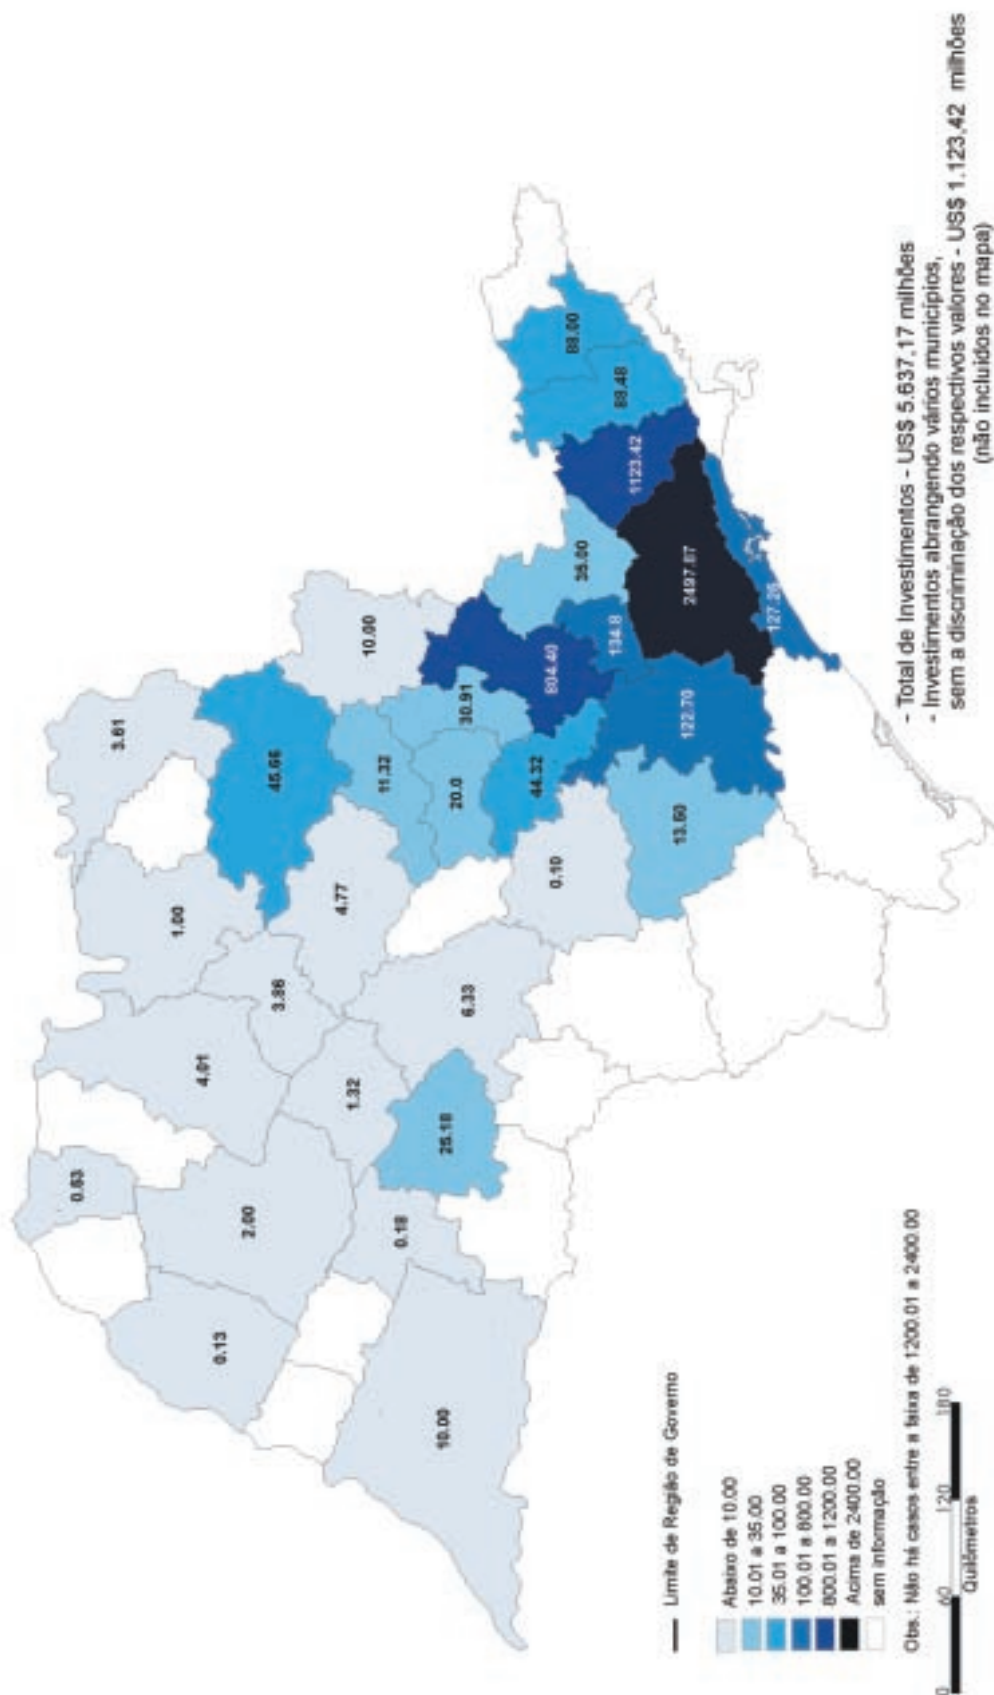 3.61
10.00
45.66
88.00
88.48
1123.42
35.00
2497.87
127.26
134.8
804.40
30.91
11.32
20.0
44.32
122.70
13.60
0.10
4.77
1.00
3.86
6.33
4.01
1.32
25.18
0.63
2.00
0.18
0.13
10.00
- Total de Investimentos - US$ 5.637,17 milhões
- Investimentos abrangendo vários municípios,
sem a discriminação dos respectivos valores - US$ 1.123,42 milhões
(não incluidos no mapa)
Limite de Região de Governo
Abaixo de 10.00
10.01 a 35.00
35.01 a 100.00
100.01 a 800.00
800.01 a 1200.00
Acima de 2400.00
sem informação
Obs.: Não há casos entre a faixa de 1200.01 a 2400.00
0 60 120 180
Quilômetros